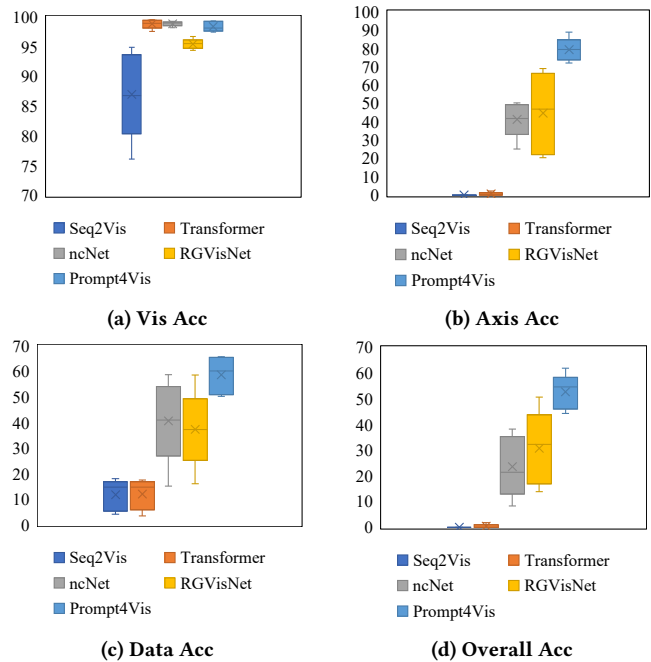 100
95
90
85
80
75
70
Seq2Vis Transformer
ncNet RGVisNet
Prompt4Vis
(a) Vis Acc
100
90
80
70
60
50
40
30
20
10
0
Seq2Vis Transformer
ncNet RGVisNet
Prompt4Vis
(b) Axis Acc
70
60
50
40
30
20
10
0
Seq2Vis Transformer
ncNet RGVisNet
Prompt4Vis
(c) Data Acc
70
60
50
40
30
20
10
0
Seq2Vis Transformer
ncNet RGVisNet
Prompt4Vis
(d) Overall Acc